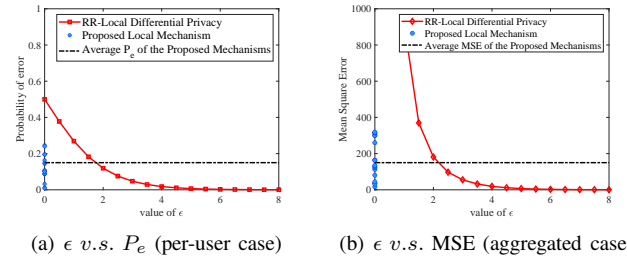 1
0.8
0.6
0.4
0.2
0
Probability of error
RR-Local Differential Privacy
Proposed Local Mechanism
Average P_e of the Proposed Mechanisms
0 2 4 6 8
value of ϵ
(a) ϵ v.s. P_e (per-user case)
1000
800
600
400
200
0
Mean Square Error
RR-Local Differential Privacy
Proposed Local Mechanism
Average MSE of the Proposed Mechanisms
0 2 4 6 8
value of ϵ
(b) ϵ v.s. MSE (aggregated case